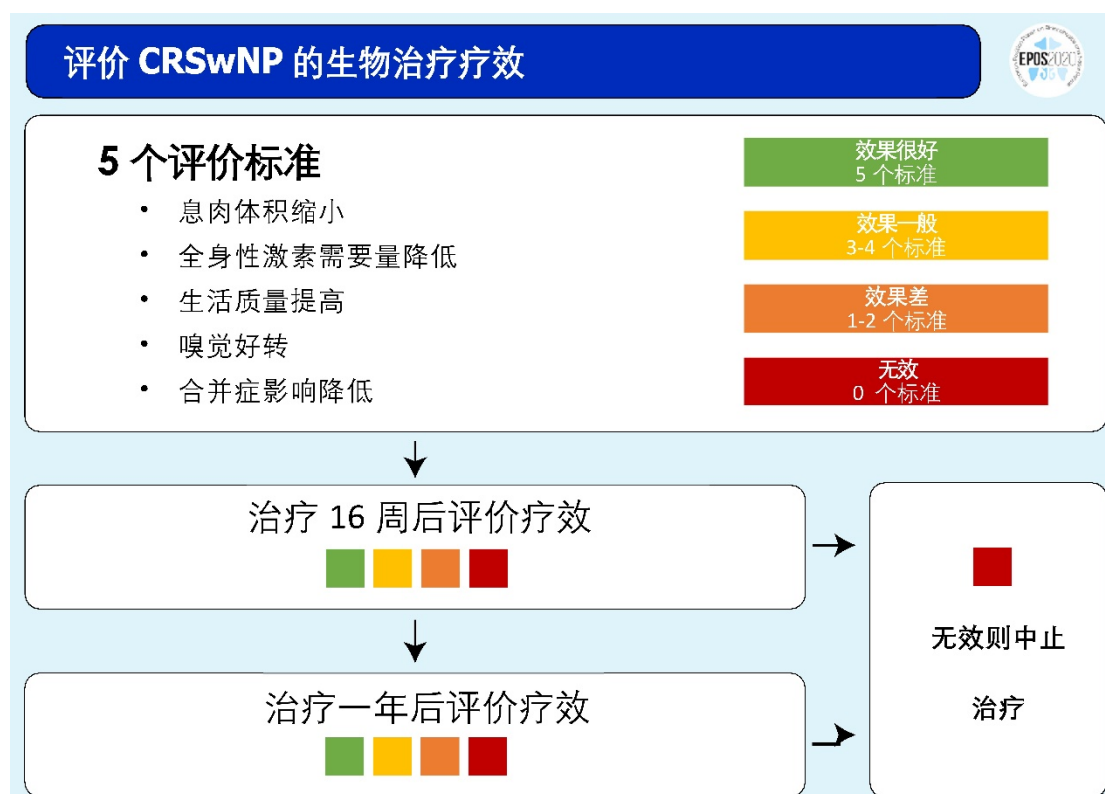 评价 CRSwNP 的生物治疗疗效
EPOS2020
5 个评价标准
• 息肉体积缩小
• 全身性激素需要量降低
• 生活质量提高
• 嗅觉好转
• 合并症影响降低
效果很好
5 个标准
效果一般
3-4 个标准
效果差
1-2 个标准
无效
0 个标准
治疗 16 周后评价疗效
治疗一年后评价疗效
无效则中止
治疗